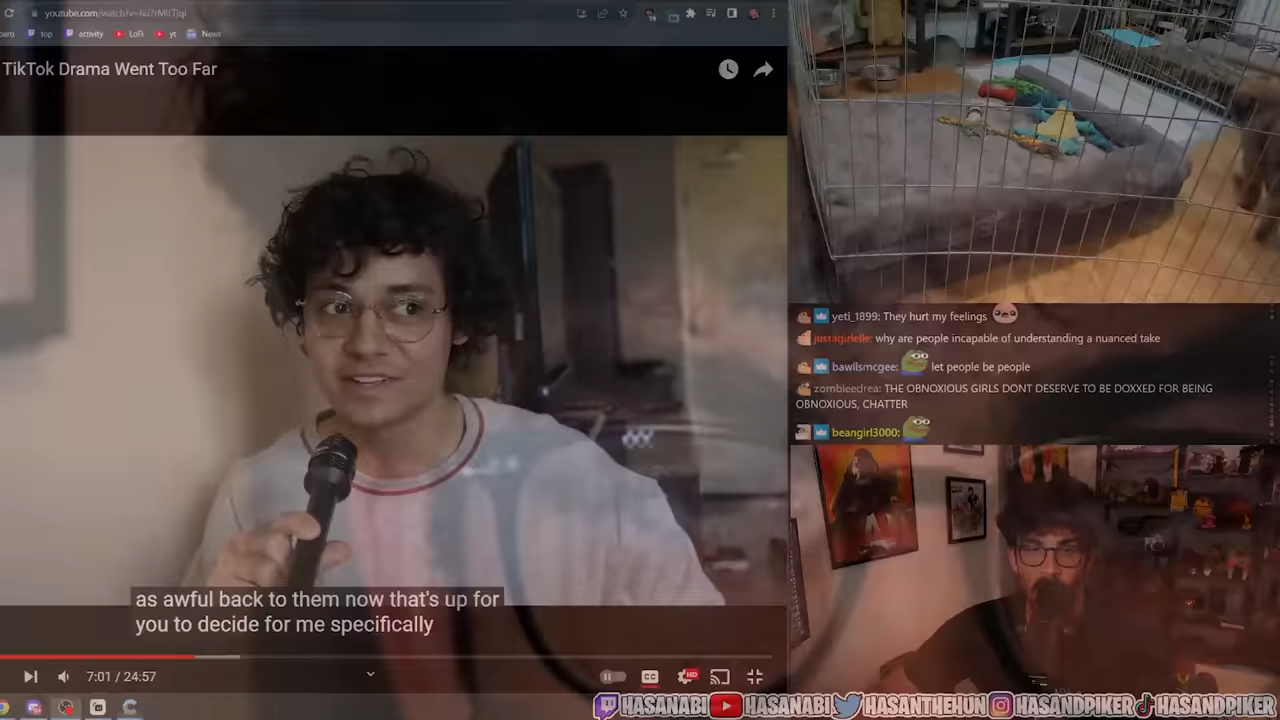 youtube.com/watch?v=6u7rMltTjqI
top
activity
LoFi
yt
News
TikTok Drama Went Too Far
yeti_1899: They hurt my feelings
justagirlelle: why are people incapable of understanding a nuanced take
bawllsmcgee: let people be people
zombieedrea: THE OBNOXIOUS GIRLS DONT DESERVE TO BE DOXXED FOR BEING
OBNOXIOUS, CHATTER
beangirl3000:
as awful back to them now that's up for
you to decide for me specifically
7:01 / 24:57
CC
HD
HASANABI HASANABI HASANTHEHUN HASANDPIKER HASANDPIKER